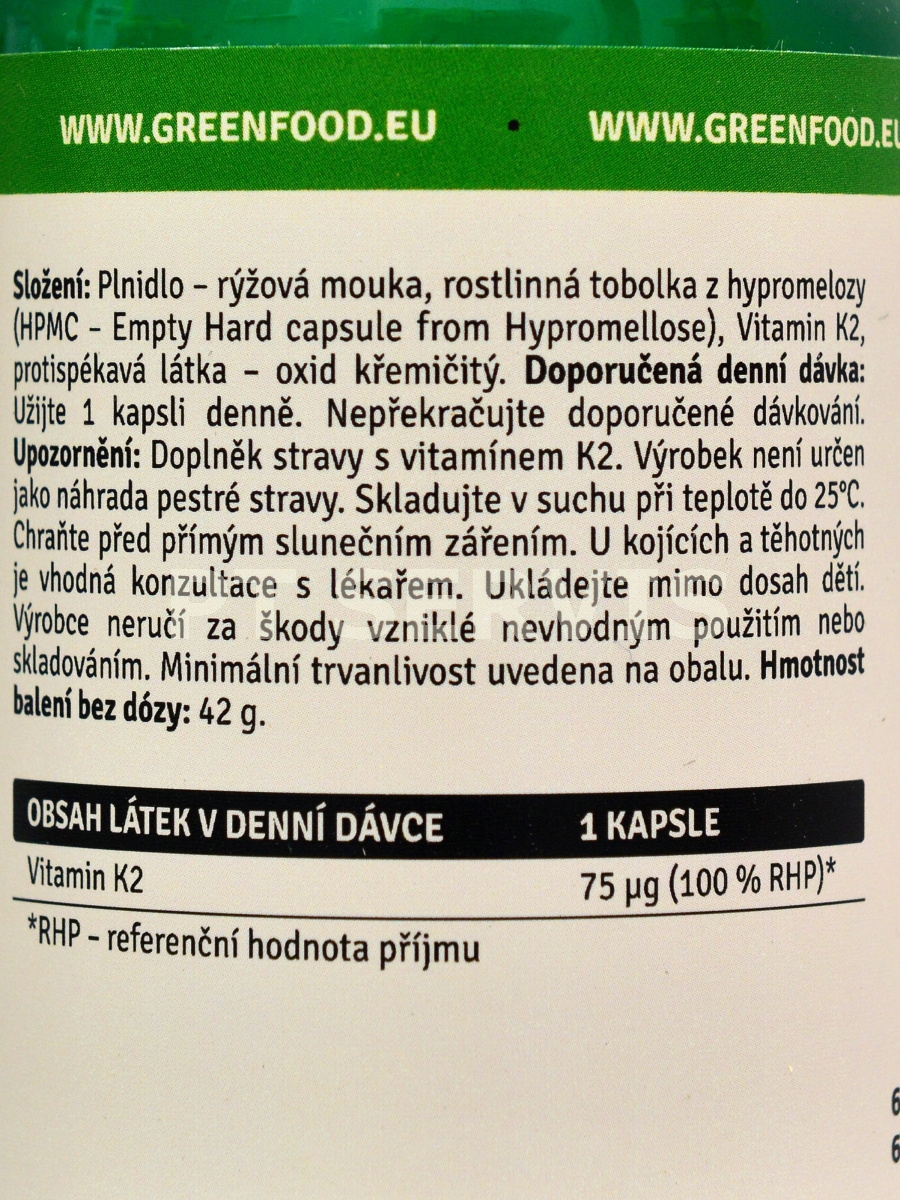 WWW.GREENFOOD.EU • WWW.GREENFOOD.EU
Složení: Plnidlo – rýžová mouka, rostlinná tobolka z hypromelozy
(HPMC – Empty Hard capsule from Hypromellose), Vitamin K2,
protispékavá látka – oxid křemičitý. Doporučená denní dávka:
Užijte 1 kapsli denně. Nepřekračujte doporučené dávkování.
Upozornění: Doplněk stravy s vitamínem K2. Výrobek není určen
jako náhrada pestré stravy. Skladujte v suchu při teplotě do 25°C.
Chraňte před přímým slunečním zářením. U kojících a těhotných
je vhodná konzultace s lékařem. Ukládejte mimo dosah dětí.
Výrobce neručí za škody vzniklé nevhodným použitím nebo
skladováním. Minimální trvanlivost uvedena na obalu. Hmotnost
balení bez dózy: 42 g.
OBSAH LÁTEK V DENNÍ DÁVCE 1 KAPSLE
Vitamin K2 75 µg (100 % RHP)*
*RHP – referenční hodnota příjmu
6
6